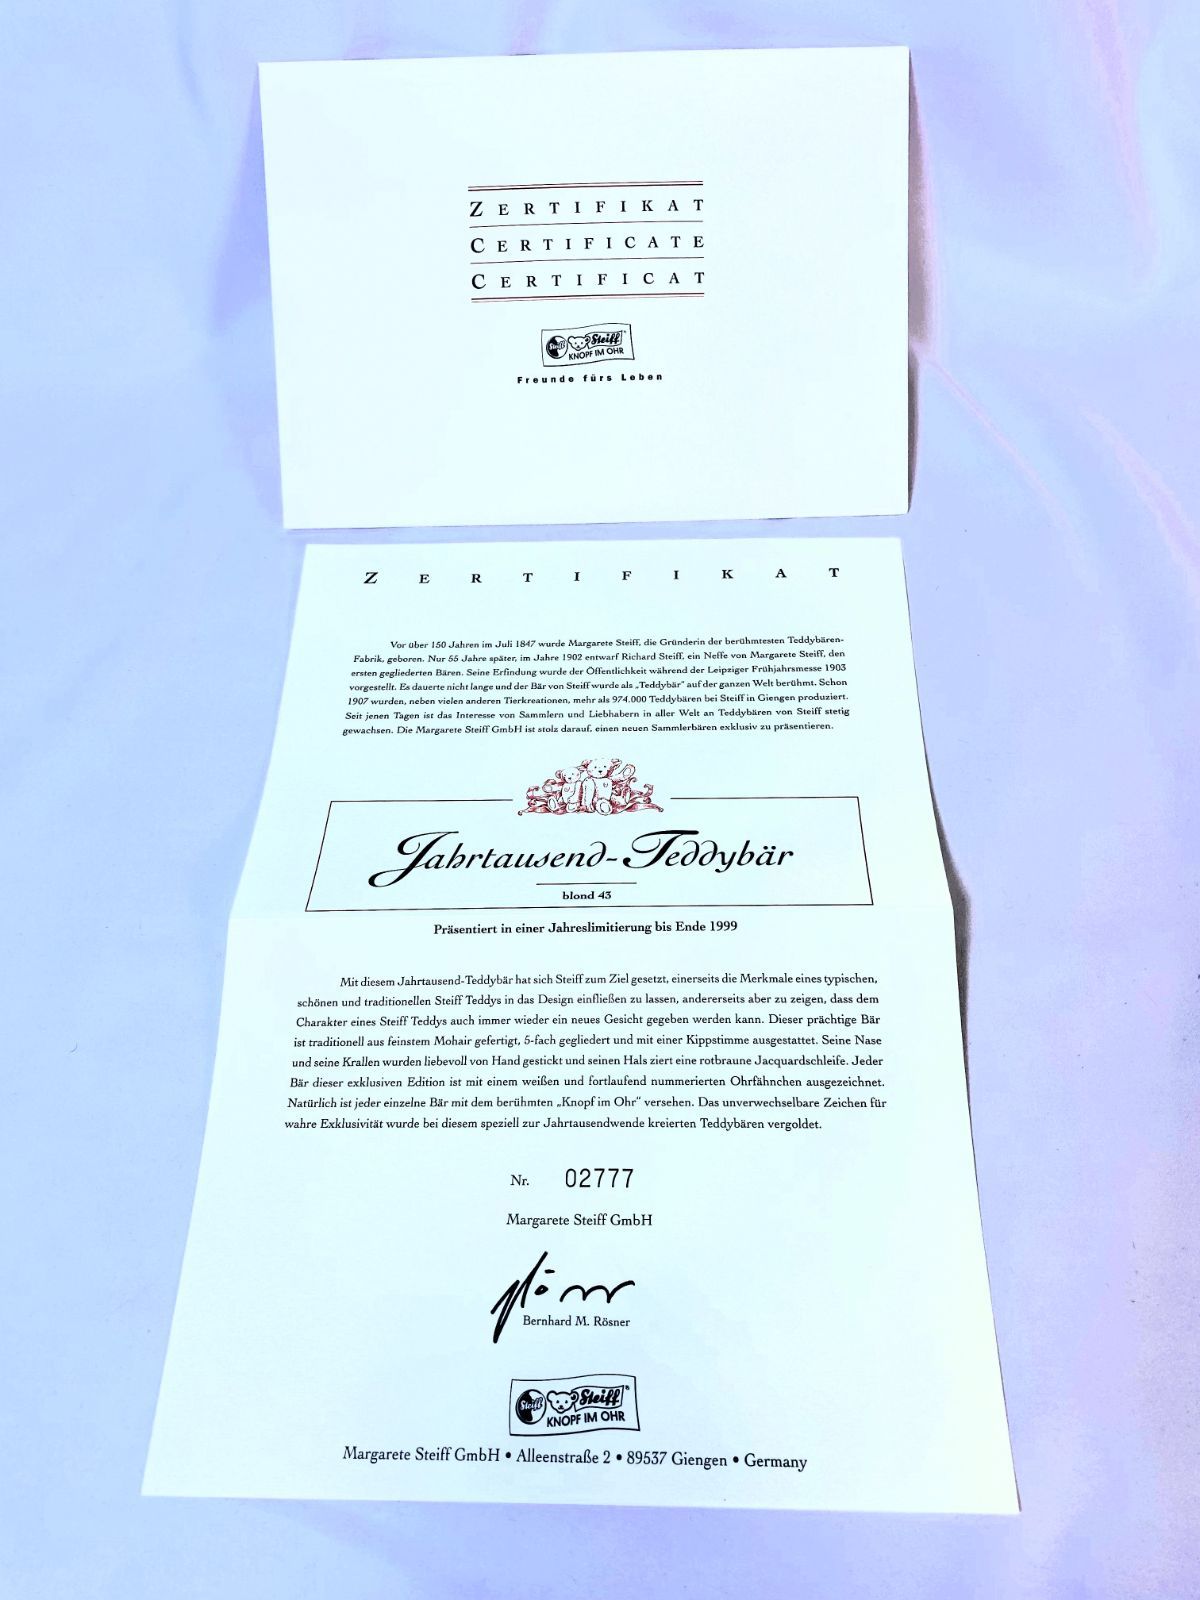 ZERTIFIKAT
CERTIFICATE
CERTIFICAT
Steiff Steiff
KNOPF IM OHR
Freunde fürs Leben
ZERTIFIKAT
Vor über 150 Jahren im Juli 1847 wurde Margarete Steiff, die Gründerin der berühmtesten Teddybären-
Fabrik, geboren. Nur 55 Jahre später, im Jahre 1902 entwarf Richard Steiff, ein Neffe von Margarete Steiff, den
ersten gegliederten Bären. Seine Erfindung wurde der Öffentlichkeit während der Leipziger Frühjahrsmesse 1903
vorgestellt. Es dauerte nicht lange und der Bär von Steiff wurde als „Teddybär“ auf der ganzen Welt berühmt. Schon
1907 wurden, neben vielen anderen Tierkreationen, mehr als 974.000 Teddybären bei Steiff in Giengen produziert.
Seit jenen Tagen ist das Interesse von Sammlern und Liebhabern in aller Welt an Teddybären von Steiff stetig
gewachsen. Die Margarete Steiff GmbH ist stolz darauf, einen neuen Sammlerbären exklusiv zu präsentieren.
Jahrtausend-Teddybär
blond 43
Präsentiert in einer Jahreslimitierung bis Ende 1999
Mit diesem Jahrtausend-Teddybär hat sich Steiff zum Ziel gesetzt, einerseits die Merkmale eines typischen,
schönen und traditionellen Steiff Teddys in das Design einfließen zu lassen, andererseits aber zu zeigen, dass dem
Charakter eines Steiff Teddys auch immer wieder ein neues Gesicht gegeben werden kann. Dieser prächtige Bär
ist traditionell aus feinstem Mohair gefertigt, 5-fach gegliedert und mit einer Kippstimme ausgestattet. Seine Nase
und seine Krallen wurden liebevoll von Hand gestickt und seinen Hals ziert eine rotbraune Jacquardschleife. Jeder
Bär dieser exklusiven Edition ist mit einem weißen und fortlaufend nummerierten Ohrfähnchen ausgezeichnet.
Natürlich ist jeder einzelne Bär mit dem berühmten „Knopf im Ohr“ versehen. Das unverwechselbare Zeichen für
wahre Exklusivität wurde bei diesem speziell zur Jahrtausendwende kreierten Teddybären vergoldet.
Nr. 02777
Margarete Steiff GmbH
Bernhard M. Rösner
Steiff Steiff®
KNOPF IM OHR
Margarete Steiff GmbH • Alleenstraße 2 • 89537 Giengen • Germany